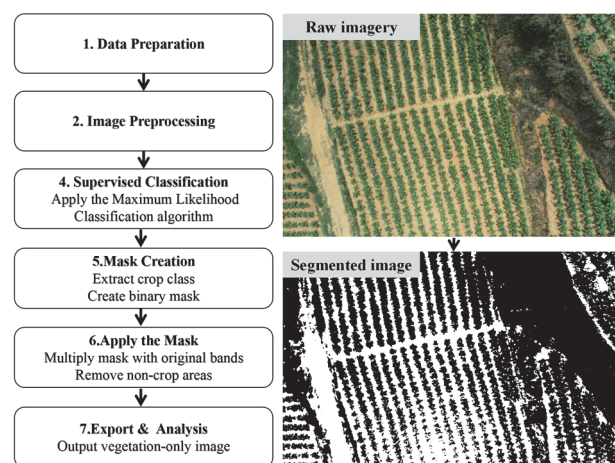 1. Data Preparation
2. Image Preprocessing
4. Supervised Classification
Apply the Maximum Likelihood
Classification algorithm
5.Mask Creation
Extract crop class
Create binary mask
6.Apply the Mask
Multiply mask with original bands
Remove non-crop areas
7.Export & Analysis
Output vegetation-only image
Raw imagery
Segmented image